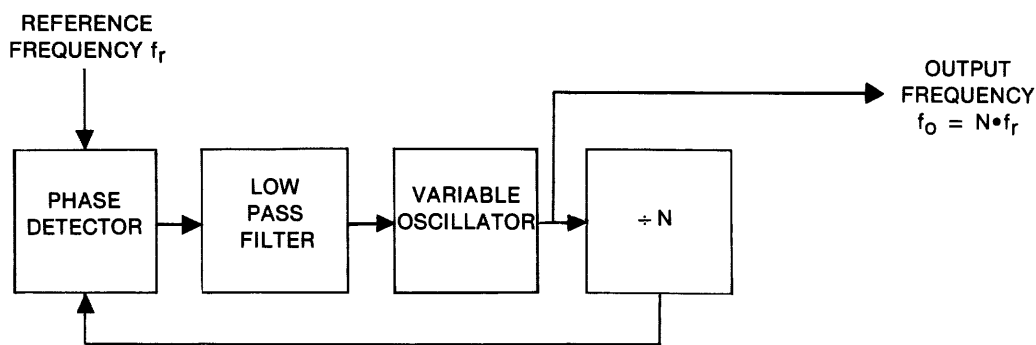 REFERENCE
FREQUENCY fr
OUTPUT
FREQUENCY
fo = N•fr
PHASE
DETECTOR
LOW
PASS
FILTER
VARIABLE
OSCILLATOR
÷ N